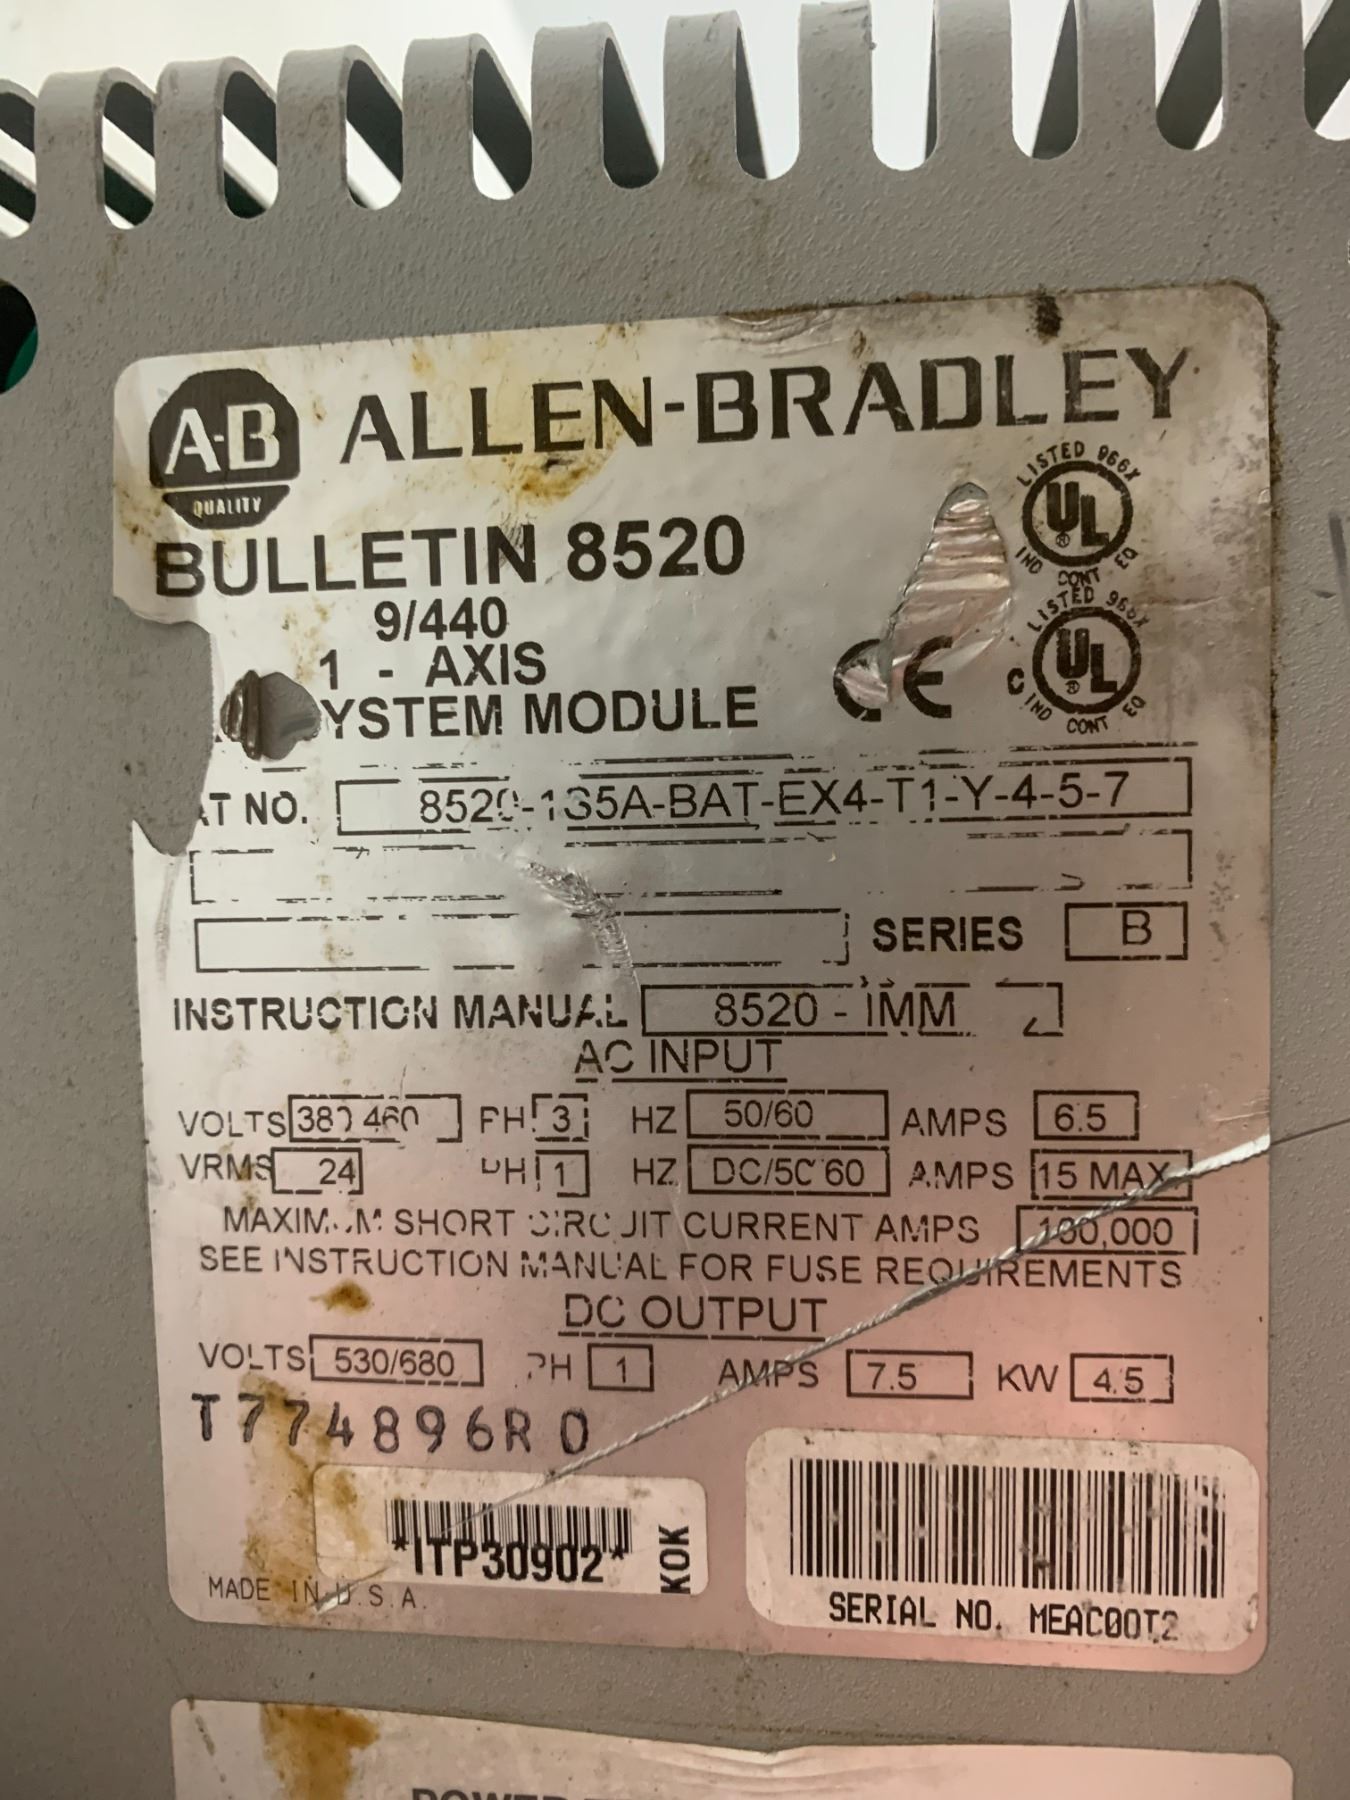 A-B QUALITY ALLEN-BRADLEY
BULLETIN 8520
9/440
1 - AXIS
YSTEM MODULE
CE
LISTED 966X UL ® IND CONT EQ
LISTED 966X C UL ® IND CONT EQ
AT NO. 8520-1S5A-BAT-EX4-T1-Y-4-5-7
SERIES B
INSTRUCTION MANUAL 8520 - IMM
AC INPUT
VOLTS 380 460 PH 3 HZ 50/60 AMPS 6.5
VRMS 24 PH 1 HZ DC/50 60 AMPS 15 MAX.
MAXIMUM SHORT CIRCUIT CURRENT AMPS 100,000
SEE INSTRUCTION MANUAL FOR FUSE REQUIREMENTS
DC OUTPUT
VOLTS 530/680 PH 1 AMPS 7.5 KW 4.5
T774896R0
*ITP30902* KOK
MADE IN U.S.A.
SERIAL NO. MEAC00T2